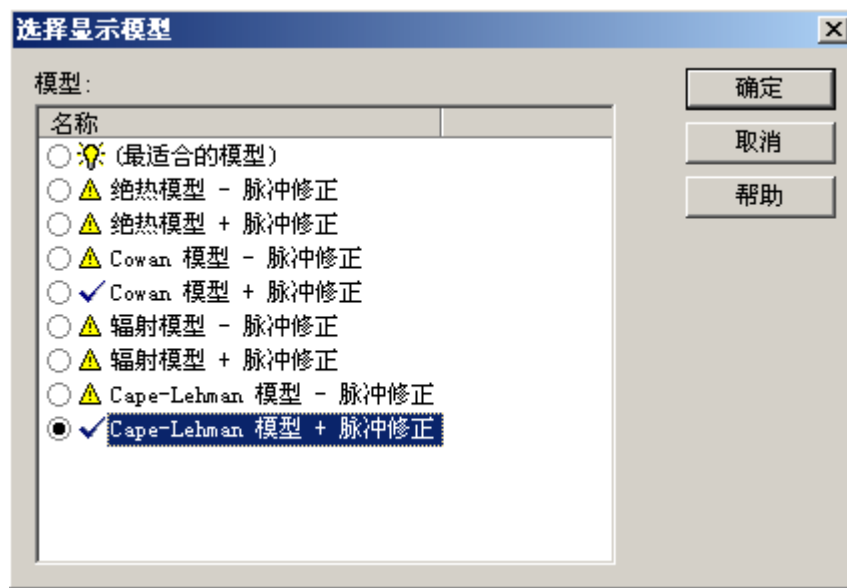 选择显示模型
模型:
确定
名称
取消
(最适合的模型)
绝热模型 - 脉冲修正
帮助
绝热模型 + 脉冲修正
Cowan 模型 - 脉冲修正
Cowan 模型 + 脉冲修正
辐射模型 - 脉冲修正
辐射模型 + 脉冲修正
Cape-Lehman 模型 - 脉冲修正
Cape-Lehman 模型 + 脉冲修正